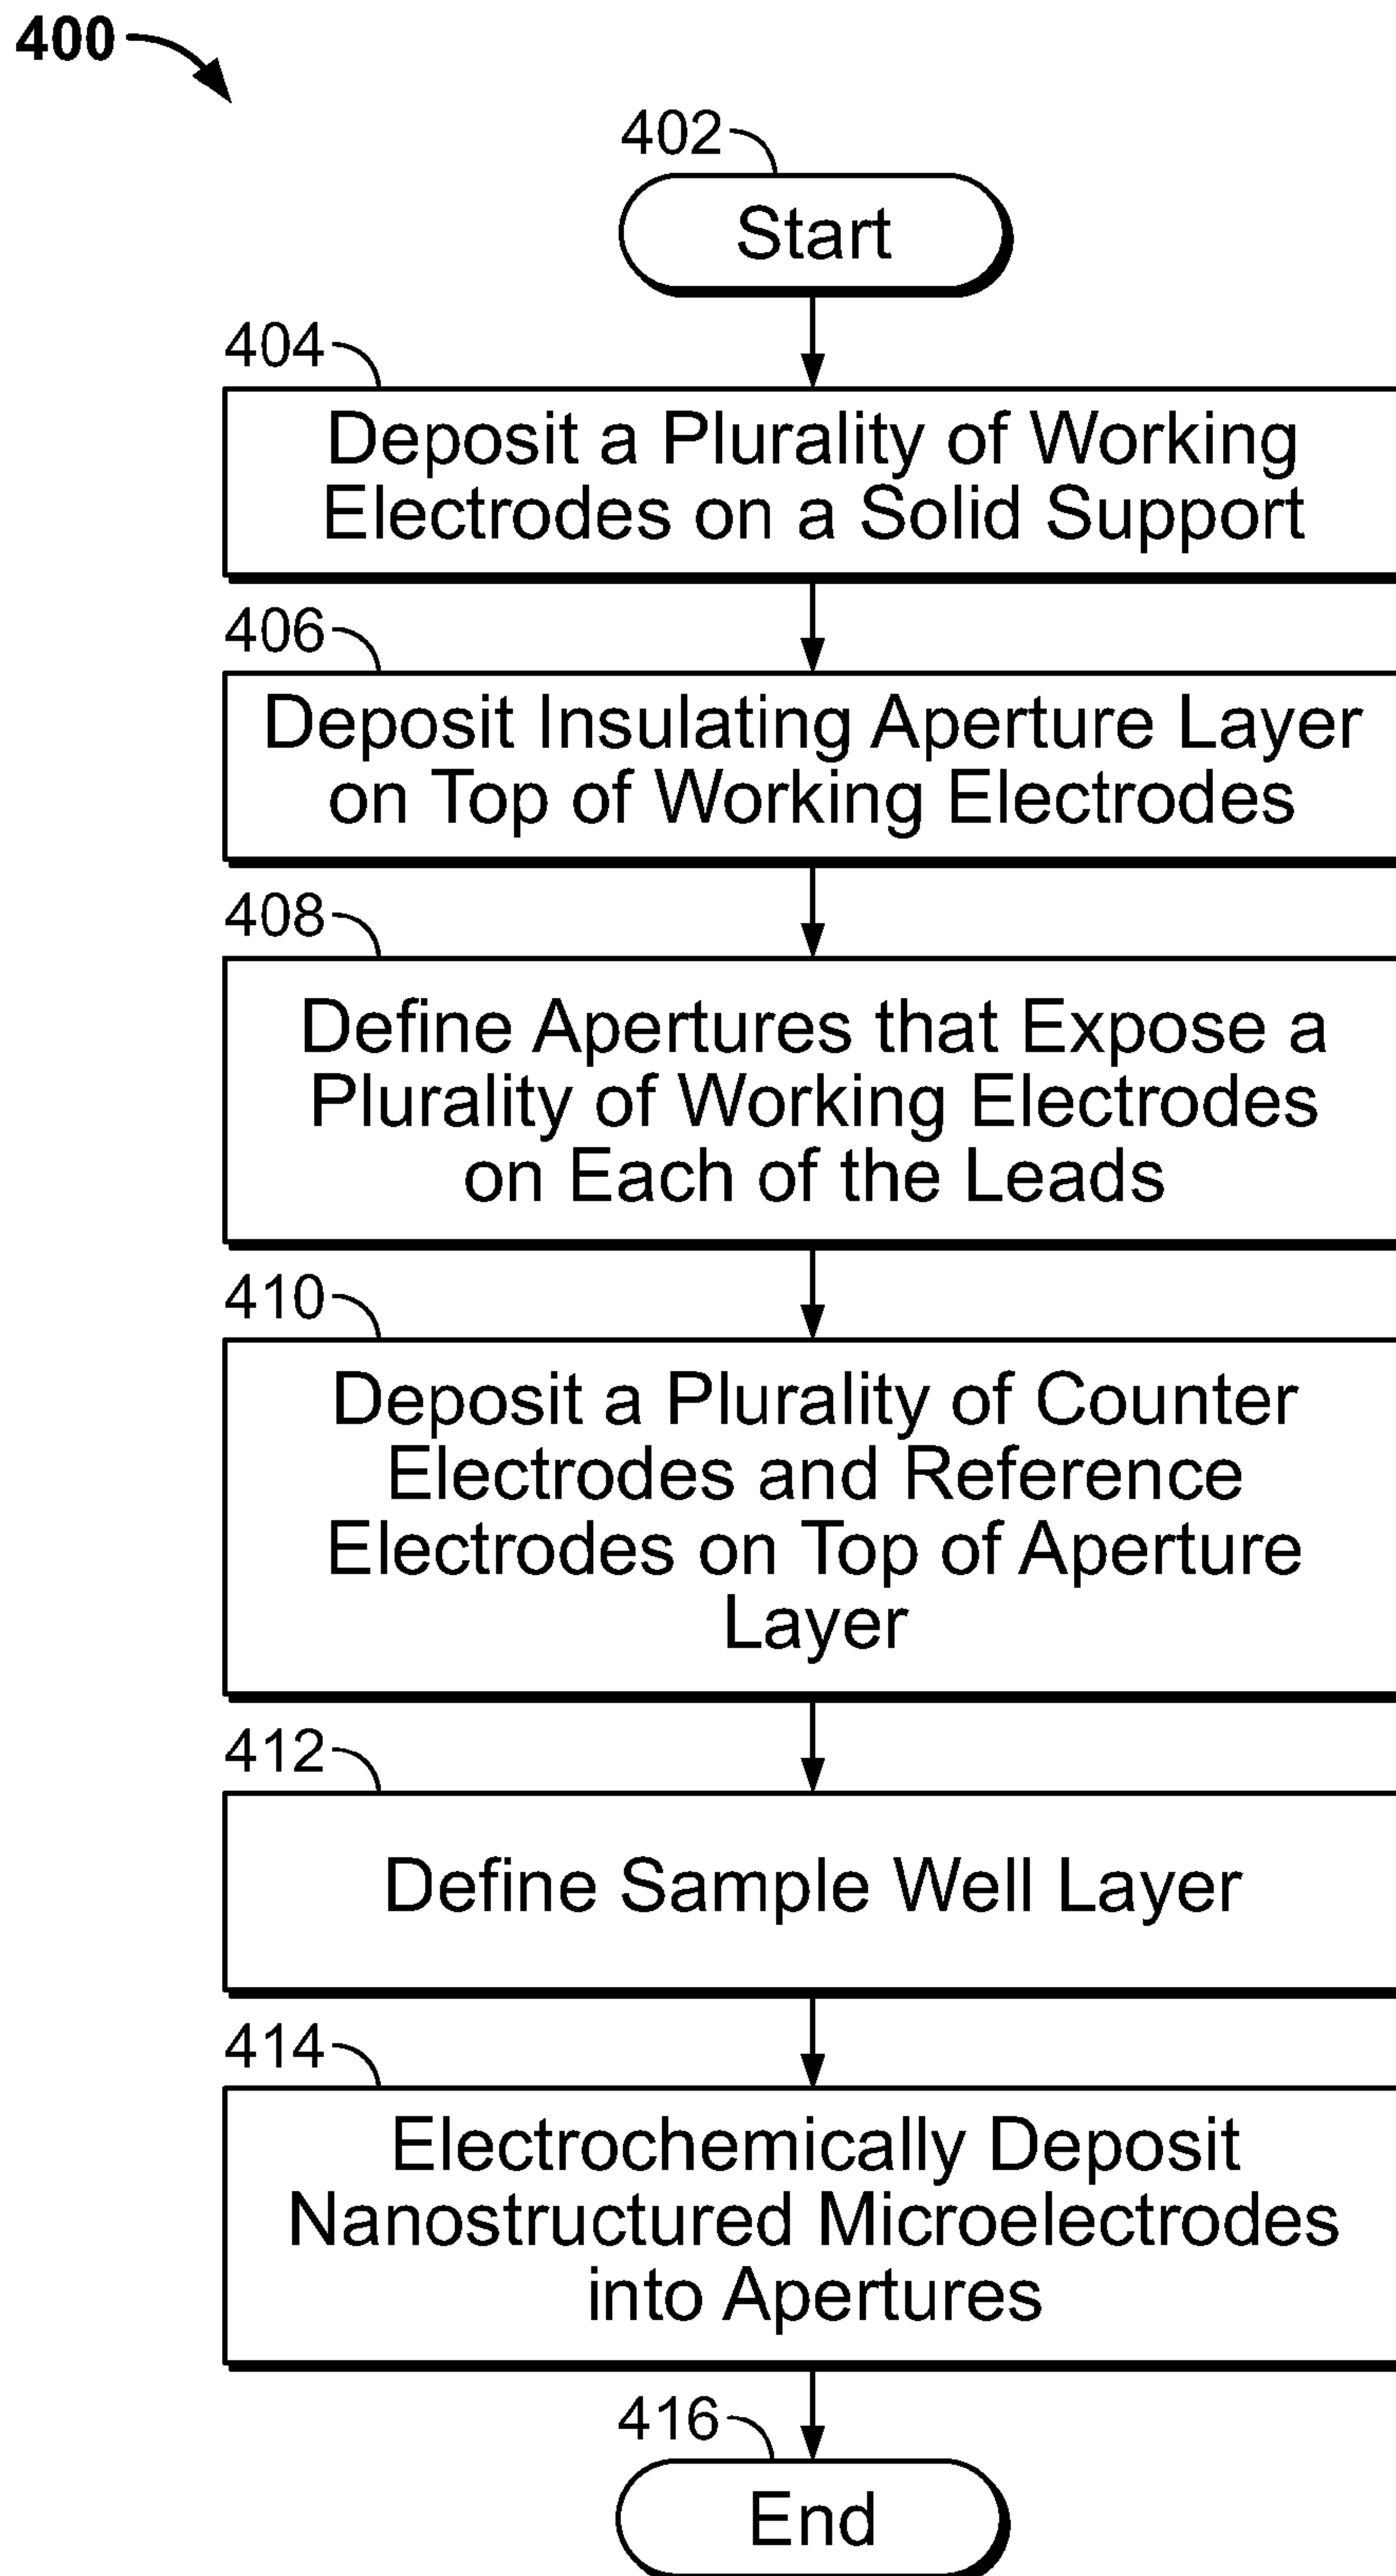 400
402
Start
404
Deposit a Plurality of Working
Electrodes on a Solid Support
406
Deposit Insulating Aperture Layer
on Top of Working Electrodes
408
Define Apertures that Expose a
Plurality of Working Electrodes
on Each of the Leads
410
Deposit a Plurality of Counter
Electrodes and Reference
Electrodes on Top of Aperture
Layer
412
Define Sample Well Layer
414
Electrochemically Deposit
Nanostructured Microelectrodes
into Apertures
416
End